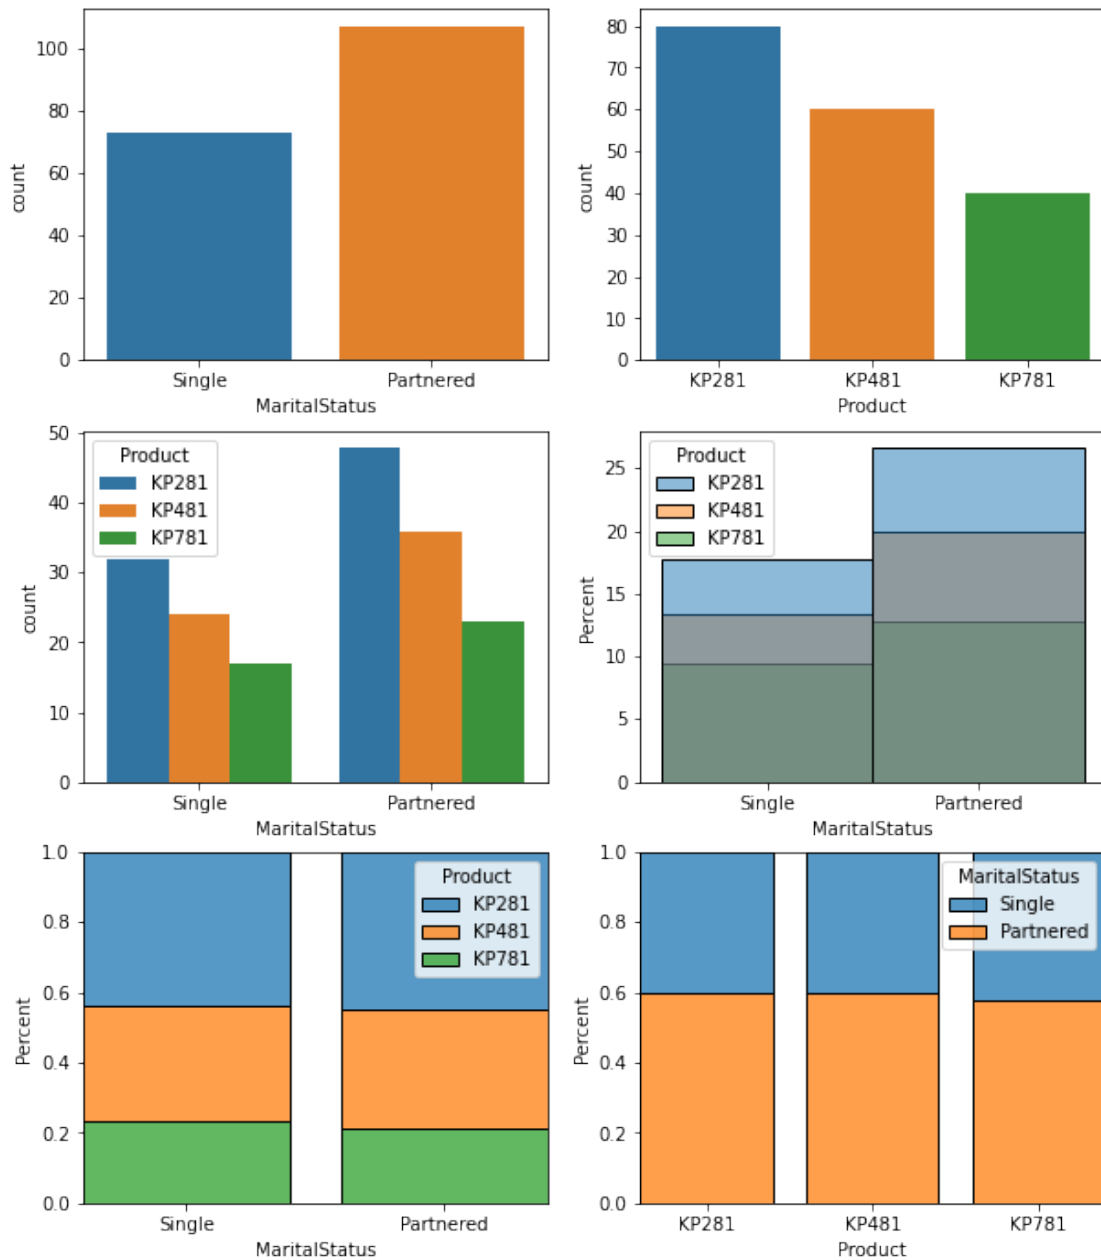 100
80
60
40
20
0
count
Single Partnered
MaritalStatus
80
70
60
50
40
30
20
10
0
count
KP281 KP481 KP781
Product
50
40
30
20
10
0
count
Product
KP281
KP481
KP781
Single Partnered
MaritalStatus
25
20
15
10
5
0
Percent
Product
KP281
KP481
KP781
Single Partnered
MaritalStatus
1.0
0.8
0.6
0.4
0.2
0.0
Percent
Product
KP281
KP481
KP781
Single Partnered
MaritalStatus
1.0
0.8
0.6
0.4
0.2
0.0
Percent
MaritalStatus
Single
Partnered
KP281 KP481 KP781
Product